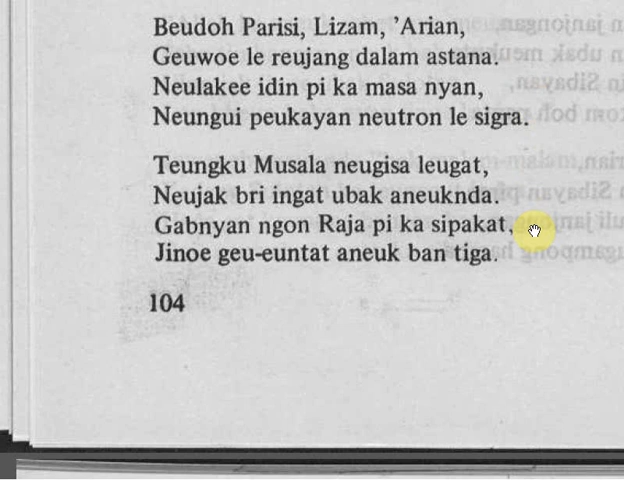 Beudoh Parisi, Lizam, 'Arian,
Geuwoe le reujang dalam astana.
Neulakee idin pi ka masa nyan,
Neungui peukayan neutron le sigra.
Teungku Musala neugisa leugat,
Neujak bri ingat ubak aneuknda.
Gabnyan ngon Raja pi ka sipakat,
Jinoe geu-euntat aneuk ban tiga.
104